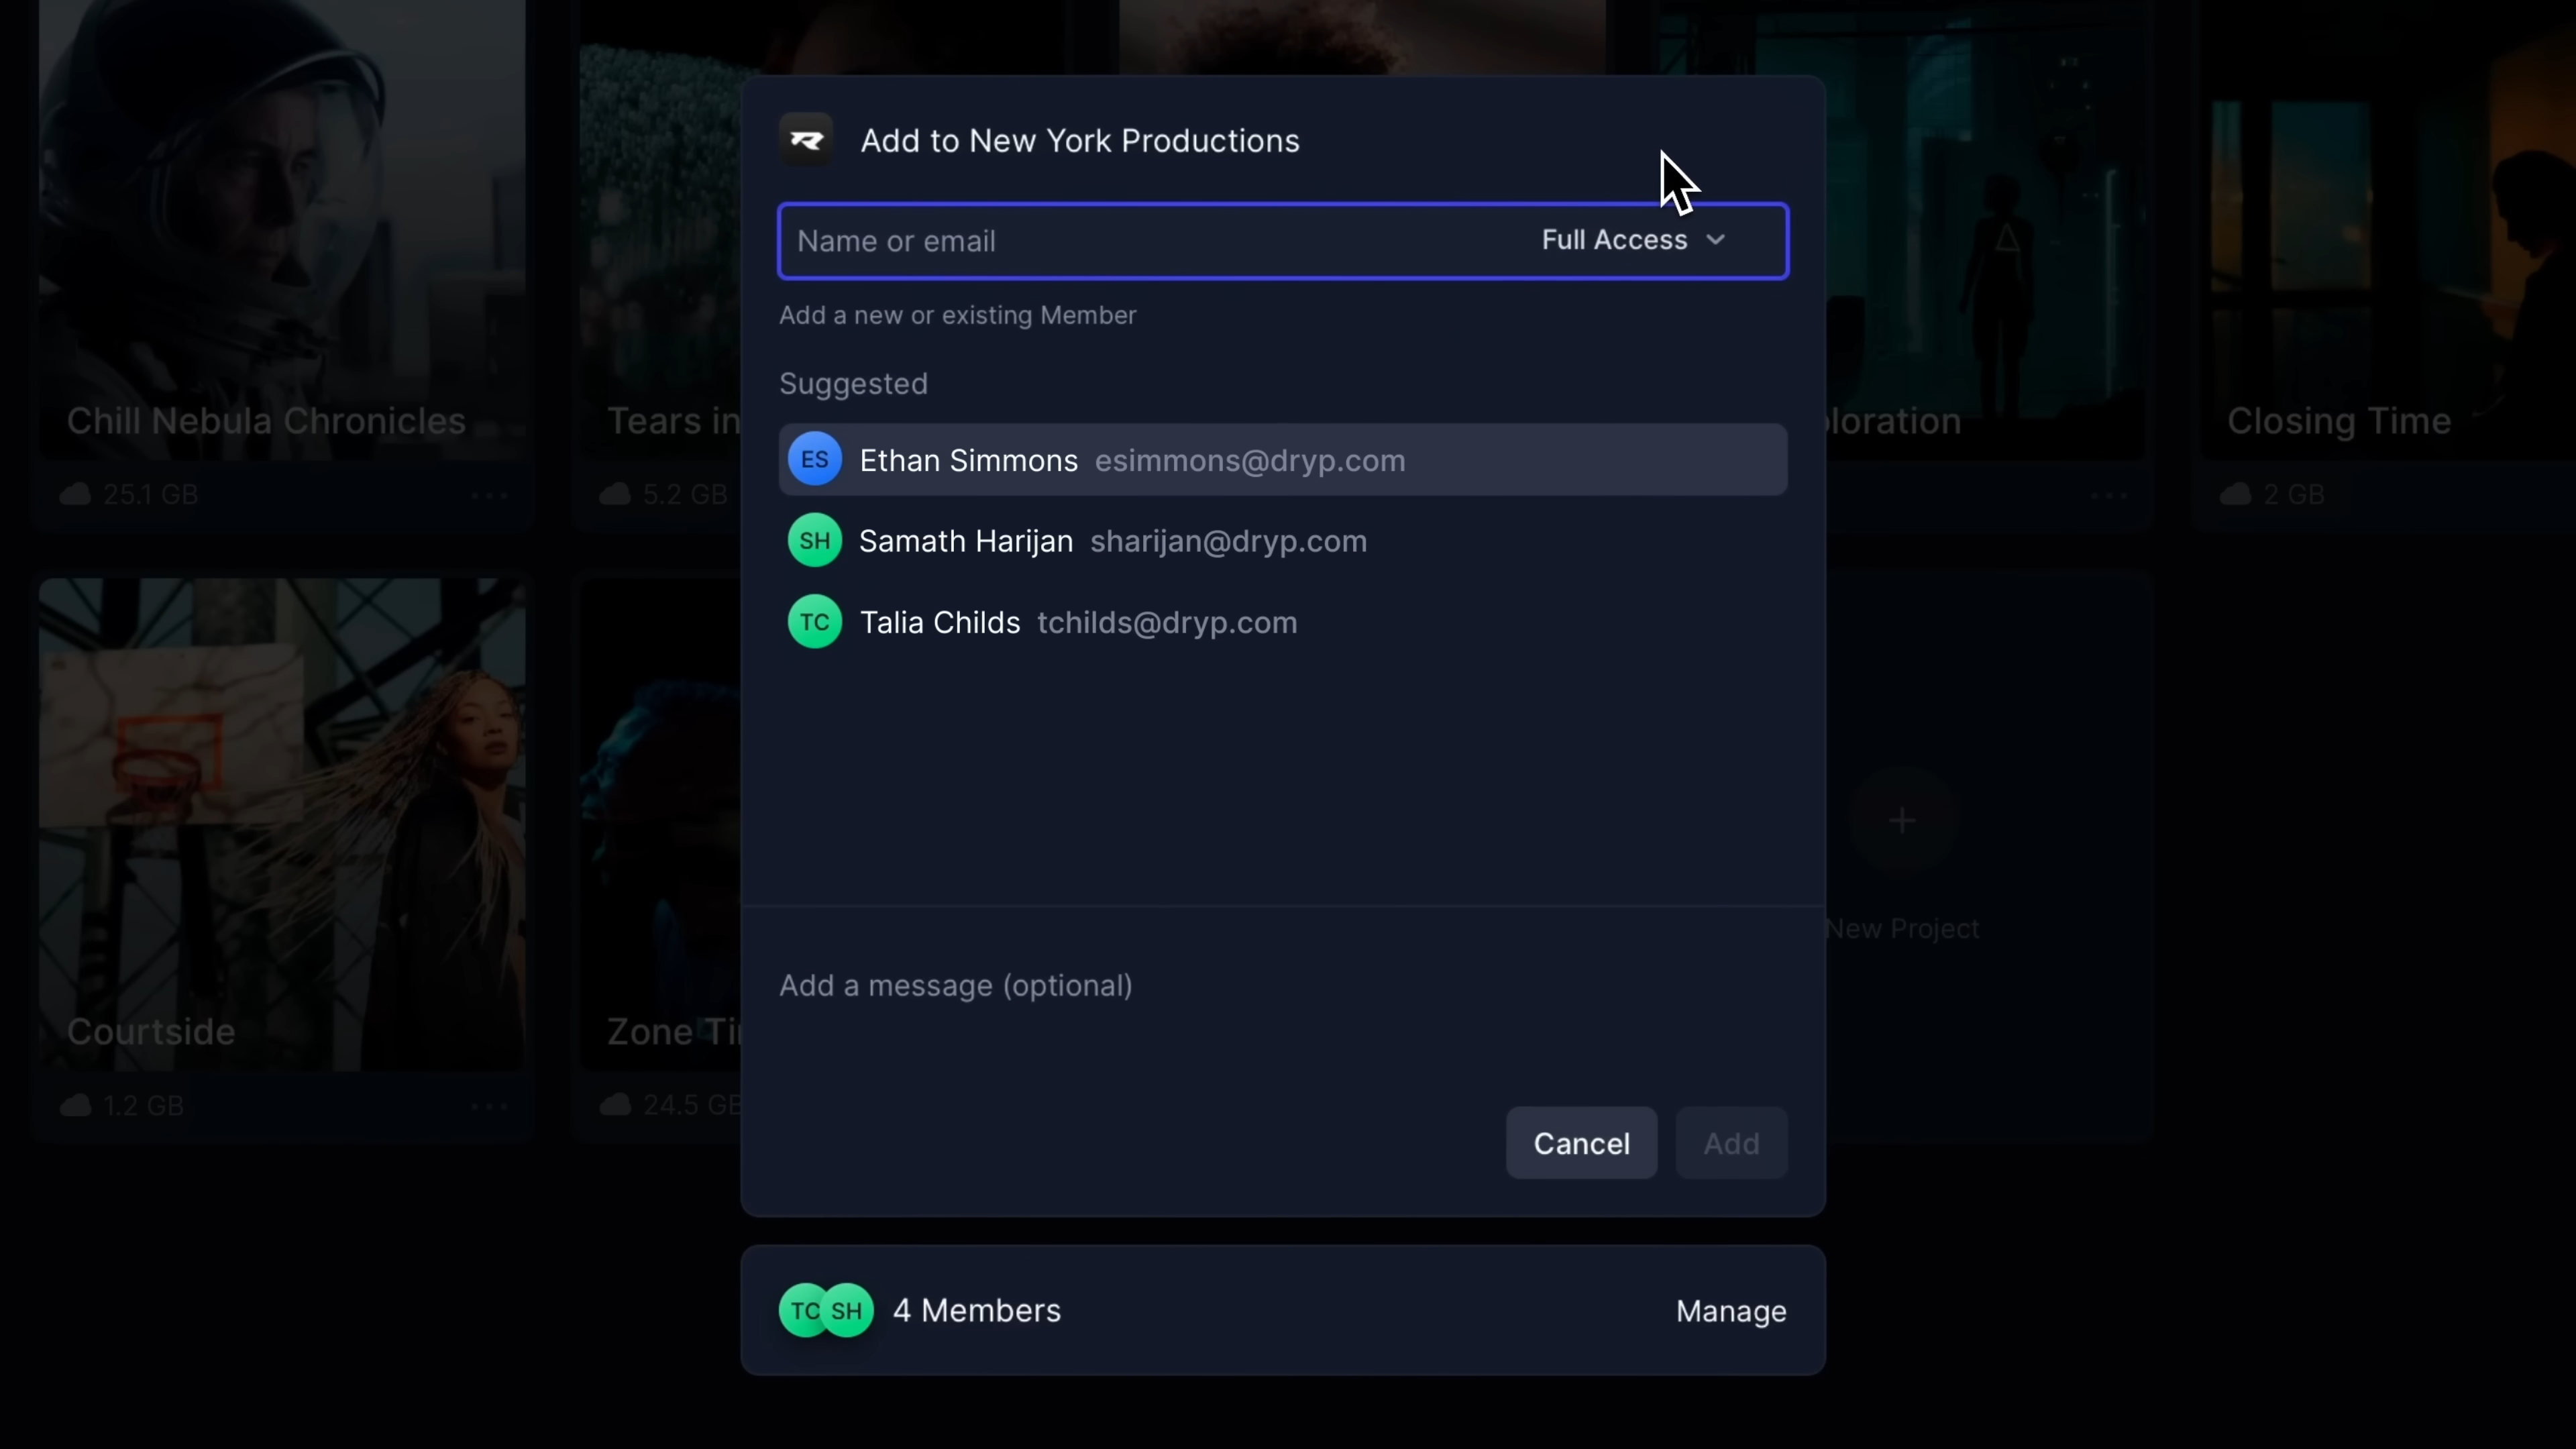 Add to New York Productions
Name or email
Full Access
Add a new or existing Member
Suggested
ES
Ethan Simmons esimmons@dryp.com
SH
Samath Harijan sharijan@dryp.com
TC
Talia Childs tchilds@dryp.com
Add a message (optional)
Cancel
Add
TC SH 4 Members
Manage
Chill Nebula Chronicles
25.1 GB
Tears in
5.2 GB
loration
Closing Time
2 GB
Courtside
1.2 GB
Zone
24.5 GB
New Project